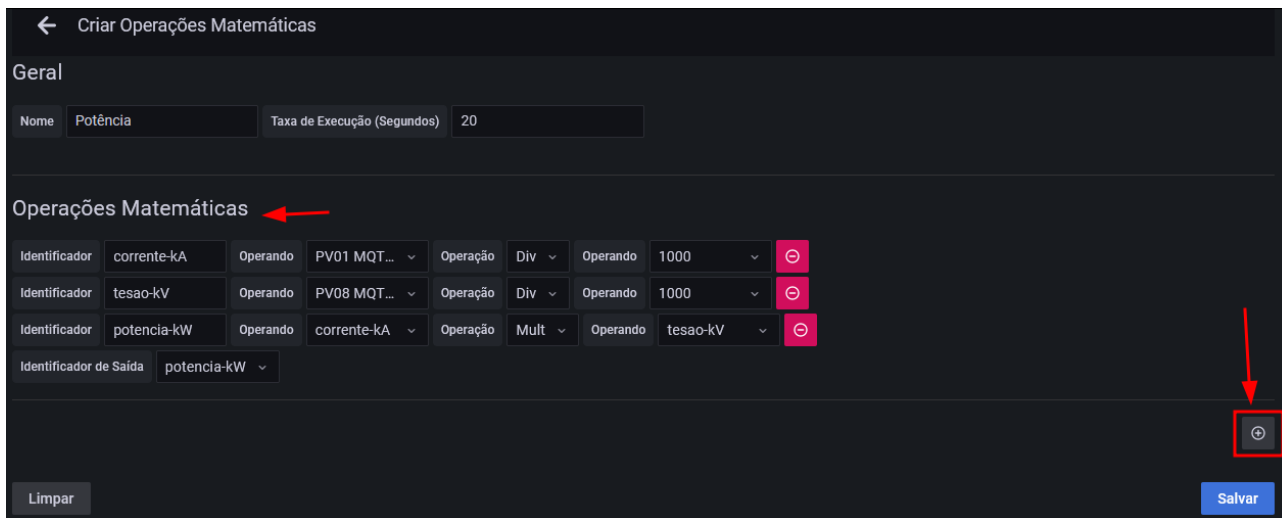 Criar Operações Matemáticas
Geral
Nome Potência Taxa de Execução (Segundos) 20
Operações Matemáticas
Identificador corrente-kA Operando PV01 MQT... Operação Div Operando 1000
Identificador tesao-kV Operando PV08 MQT... Operação Div Operando 1000
Identificador potencia-kW Operando corrente-kA Operação Mult Operando tesao-kV
Identificador de Saída potencia-kW
Limpar Salvar